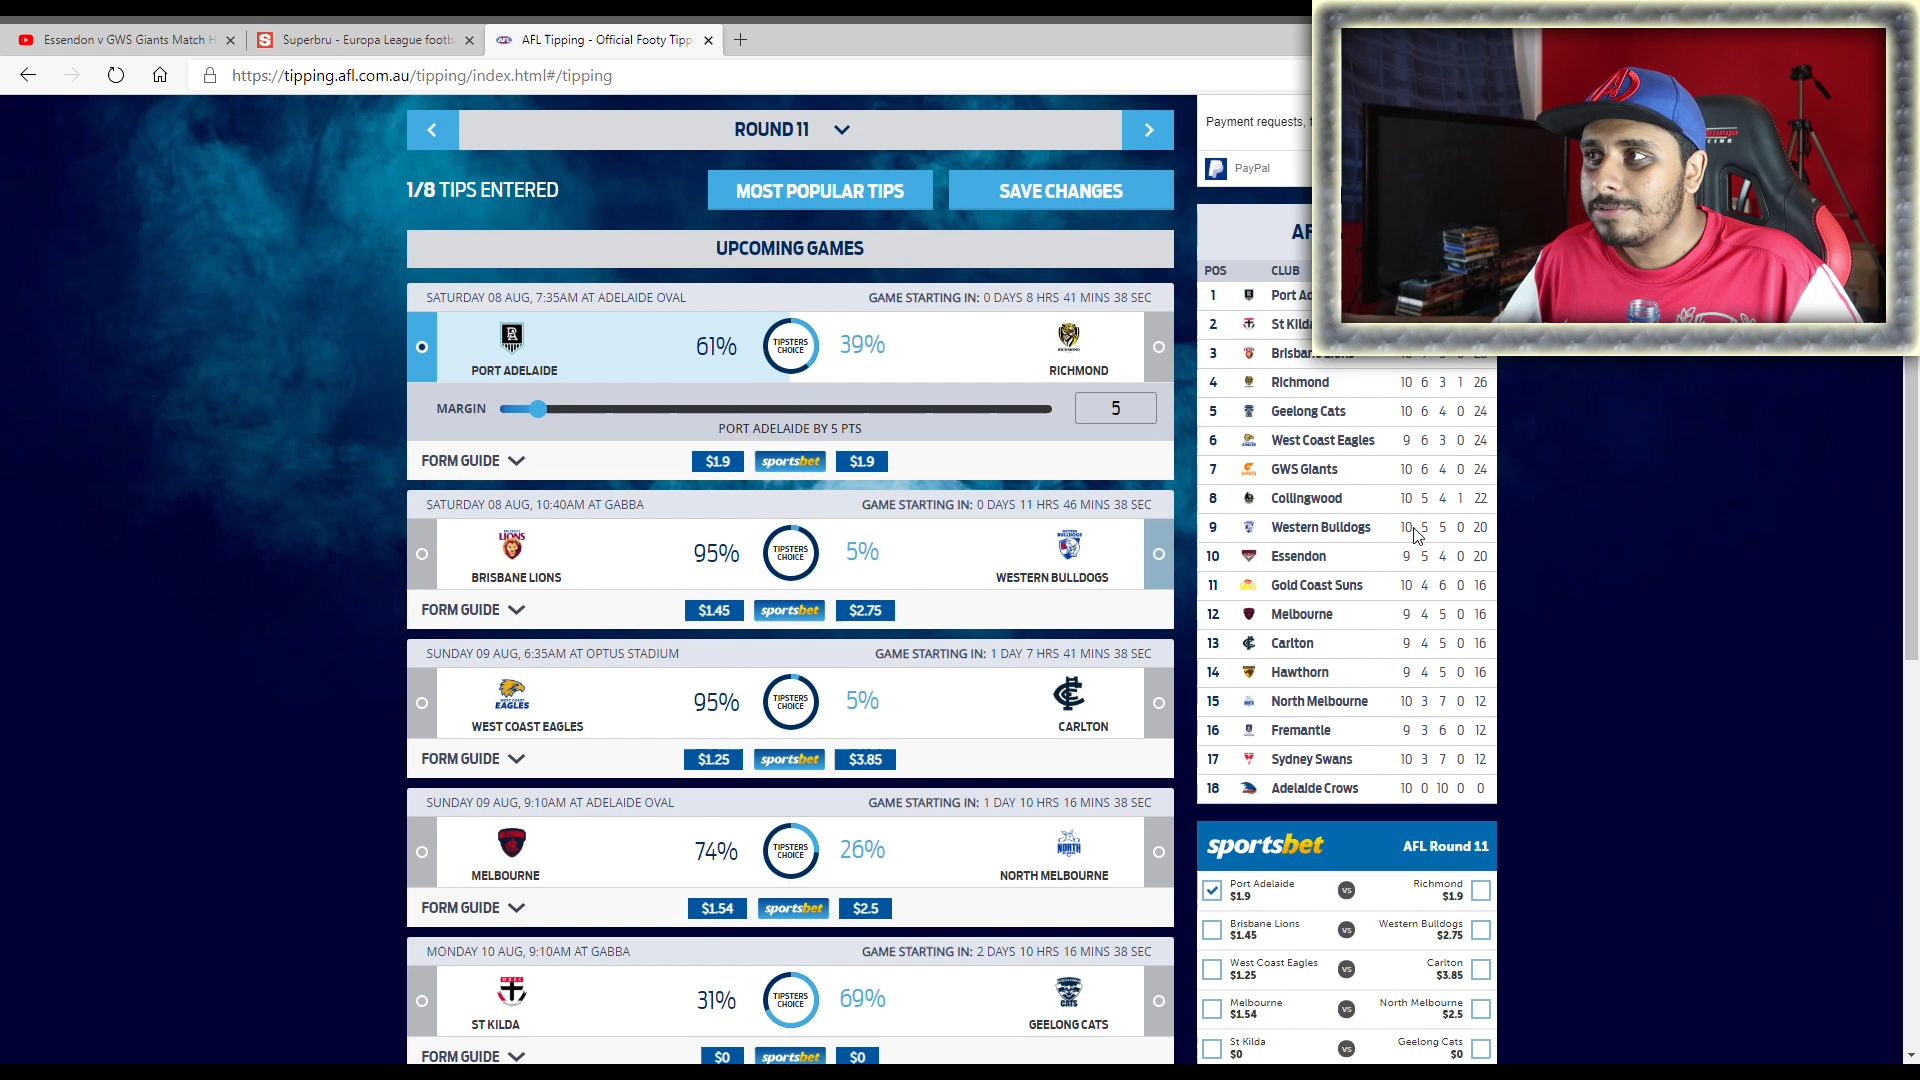 Essendon v GWS Giants Match H
Superbru - Europa League footb
AFL Tipping - Official Footy Tipp
https://tipping.afl.com.au/tipping/index.html#/tipping
ROUND 11
1/8 TIPS ENTERED
MOST POPULAR TIPS
SAVE CHANGES
UPCOMING GAMES
SATURDAY 08 AUG, 7:35AM AT ADELAIDE OVAL GAME STARTING IN: 0 DAYS 8 HRS 41 MINS 38 SEC
61% TIPSTERS CHOICE 39%
PORT ADELAIDE RICHMOND
MARGIN 5
PORT ADELAIDE BY 5 PTS
FORM GUIDE $1.9 sportsbet $1.9
SATURDAY 08 AUG, 10:40AM AT GABBA GAME STARTING IN: 0 DAYS 11 HRS 46 MINS 38 SEC
95% TIPSTERS CHOICE 5%
BRISBANE LIONS WESTERN BULLDOGS
FORM GUIDE $1.45 sportsbet $2.75
SUNDAY 09 AUG, 6:35AM AT OPTUS STADIUM GAME STARTING IN: 1 DAY 7 HRS 41 MINS 38 SEC
95% TIPSTERS CHOICE 5%
WEST COAST EAGLES CARLTON
FORM GUIDE $1.25 sportsbet $3.85
SUNDAY 09 AUG, 9:10AM AT ADELAIDE OVAL GAME STARTING IN: 1 DAY 10 HRS 16 MINS 38 SEC
74% TIPSTERS CHOICE 26%
MELBOURNE NORTH MELBOURNE
FORM GUIDE $1.54 sportsbet $2.5
MONDAY 10 AUG, 9:10AM AT GABBA GAME STARTING IN: 2 DAYS 10 HRS 16 MINS 38 SEC
31% TIPSTERS CHOICE 69%
ST KILDA GEELONG CATS
FORM GUIDE $0 sportsbet $0
Payment requests,
PayPal
AF
POS CLUB
1 Port Ad
2 St Kilda
3 Brisbane Lions
4 Richmond 10 6 3 1 26
5 Geelong Cats 10 6 4 0 24
6 West Coast Eagles 9 6 3 0 24
7 GWS Giants 10 6 4 0 24
8 Collingwood 10 5 4 1 22
9 Western Bulldogs 10 5 5 0 20
10 Essendon 9 5 4 0 20
11 Gold Coast Suns 10 4 6 0 16
12 Melbourne 9 4 5 0 16
13 Carlton 9 4 5 0 16
14 Hawthorn 9 4 5 0 16
15 North Melbourne 10 3 7 0 12
16 Fremantle 9 3 6 0 12
17 Sydney Swans 10 3 7 0 12
18 Adelaide Crows 10 0 10 0 0
sportsbet AFL Round 11
Port Adelaide $1.9 vs Richmond $1.9
Brisbane Lions $1.45 vs Western Bulldogs $2.75
West Coast Eagles $1.25 vs Carlton $3.85
Melbourne $1.54 vs North Melbourne $2.5
St Kilda $0 vs Geelong Cats $0